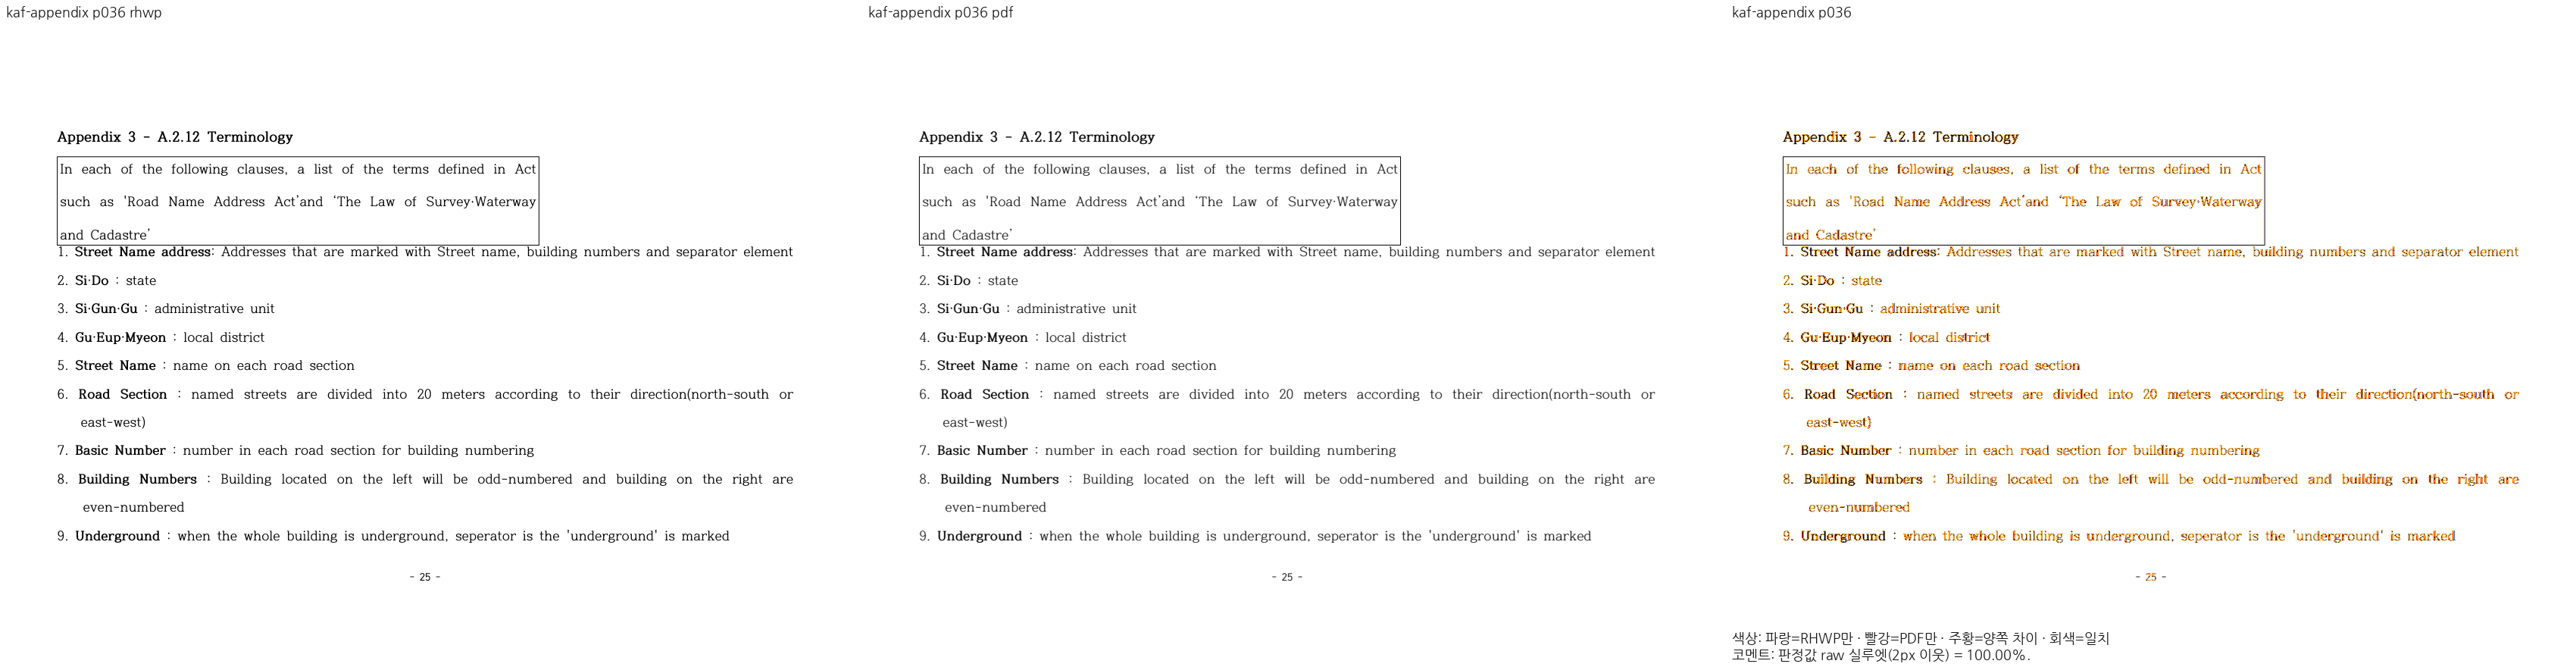 kaf-appendix p036 rhwp
Appendix 3 - A.2.12 Terminology
In each of the following clauses, a list of the terms defined in Act
such as 'Road Name Address Act'and ‘The Law of Survey·Waterway
and Cadastre’
1. Street Name address: Addresses that are marked with Street name, building numbers and separator element
2. Si·Do : state
3. Si·Gun·Gu : administrative unit
4. Gu·Eup·Myeon : local district
5. Street Name : name on each road section
6. Road Section : named streets are divided into 20 meters according to their direction(north-south or
east-west)
7. Basic Number : number in each road section for building numbering
8. Building Numbers : Building located on the left will be odd-numbered and building on the right are
even-numbered
9. Underground : when the whole building is underground, seperator is the 'underground' is marked
- 25 -
kaf-appendix p036 pdf
Appendix 3 - A.2.12 Terminology
In each of the following clauses, a list of the terms defined in Act
such as 'Road Name Address Act'and ‘The Law of Survey·Waterway
and Cadastre’
1. Street Name address: Addresses that are marked with Street name, building numbers and separator element
2. Si·Do : state
3. Si·Gun·Gu : administrative unit
4. Gu·Eup·Myeon : local district
5. Street Name : name on each road section
6. Road Section : named streets are divided into 20 meters according to their direction(north-south or
east-west)
7. Basic Number : number in each road section for building numbering
8. Building Numbers : Building located on the left will be odd-numbered and building on the right are
even-numbered
9. Underground : when the whole building is underground, seperator is the 'underground' is marked
- 25 -
kaf-appendix p036
Appendix 3 - A.2.12 Terminology
In each of the following clauses, a list of the terms defined in Act
such as 'Road Name Address Act'and ‘The Law of Survey·Waterway
and Cadastre’
1. Street Name address: Addresses that are marked with Street name, building numbers and separator element
2. Si·Do : state
3. Si·Gun·Gu : administrative unit
4. Gu·Eup·Myeon : local district
5. Street Name : name on each road section
6. Road Section : named streets are divided into 20 meters according to their direction(north-south or
east-west)
7. Basic Number : number in each road section for building numbering
8. Building Numbers : Building located on the left will be odd-numbered and building on the right are
even-numbered
9. Underground : when the whole building is underground, seperator is the 'underground' is marked
- 25 -
색상: 파랑=RHWP만 · 빨강=PDF만 · 주황=양쪽 차이 · 회색=일치
코멘트: 판정값 raw 실루엣(2px 이웃) = 100.00%.